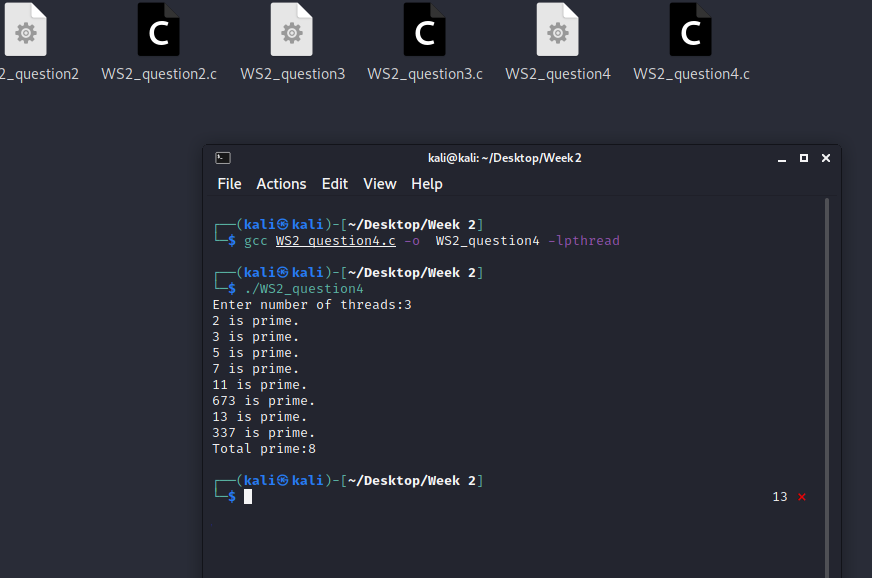 2_question2 WS2_question2.c WS2_question3 WS2_question3.c WS2_question4 WS2_question4.c
kali@kali: ~/Desktop/Week 2
File Actions Edit View Help
┌──(kali㉿kali)-[~/Desktop/Week 2]
└─$ gcc WS2_question4.c -o  WS2_question4 -lpthread
┌──(kali㉿kali)-[~/Desktop/Week 2]
└─$ ./WS2_question4
Enter number of threads:3
2 is prime.
3 is prime.
5 is prime.
7 is prime.
11 is prime.
673 is prime.
13 is prime.
337 is prime.
Total prime:8
┌──(kali㉿kali)-[~/Desktop/Week 2]
└─$ 13 ⨯